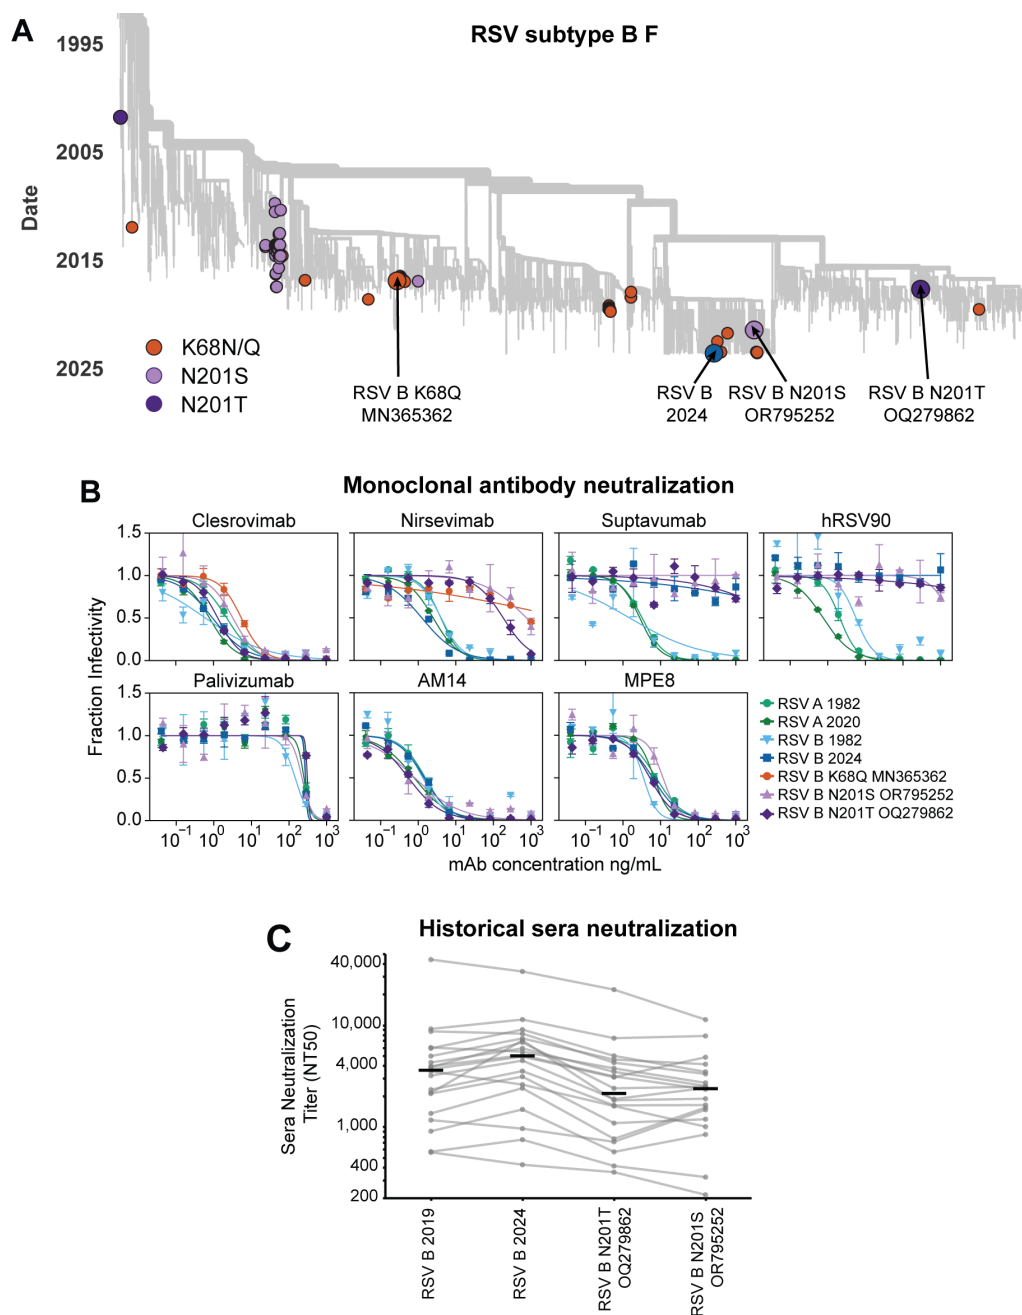 A
RSV subtype B F
1995
2005
2015
2025
Date
K68N/Q
N201S
N201T
RSV B K68Q
MN365362
RSV B
2024
RSV B N201S
OR795252
RSV B N201T
OQ279862
B
Monoclonal antibody neutralization
Clesrovimab
Nirsevimab
Suptavumab
hRSV90
1.5
1.0
0.5
0.0
Palivizumab
AM14
MPE8
1.5
1.0
0.5
0.0
Fraction Infectivity
10⁻¹ 10⁰ 10¹ 10² 10³
10⁻¹ 10⁰ 10¹ 10² 10³
10⁻¹ 10⁰ 10¹ 10² 10³
mAb concentration ng/mL
RSV A 1982
RSV A 2020
RSV B 1982
RSV B 2024
RSV B K68Q MN365362
RSV B N201S OR795252
RSV B N201T OQ279862
C
Historical sera neutralization
Sera Neutralization
Titer (NT50)
40,000
10,000
4,000
1,000
400
200
RSV B 2019
RSV B 2024
RSV B N201T
OQ279862
RSV B N201S
OR795252